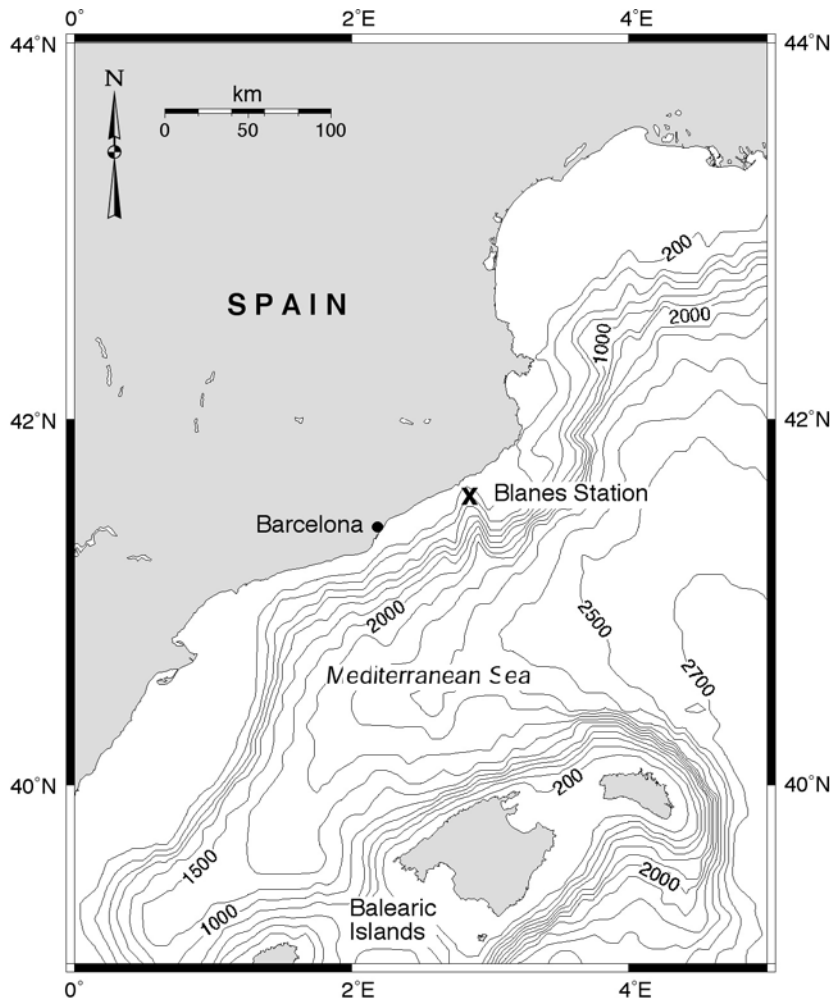 0°
2°E
4°E
44°N
44°N
N
km
0 50 100
200
SPAIN
2000
1000
42°N
42°N
Blanes Station
X
Barcelona
2000
2500
Mediterranean Sea
2700
40°N
40°N
200
1500
2000
1000
Balearic
Islands
0°
2°E
4°E